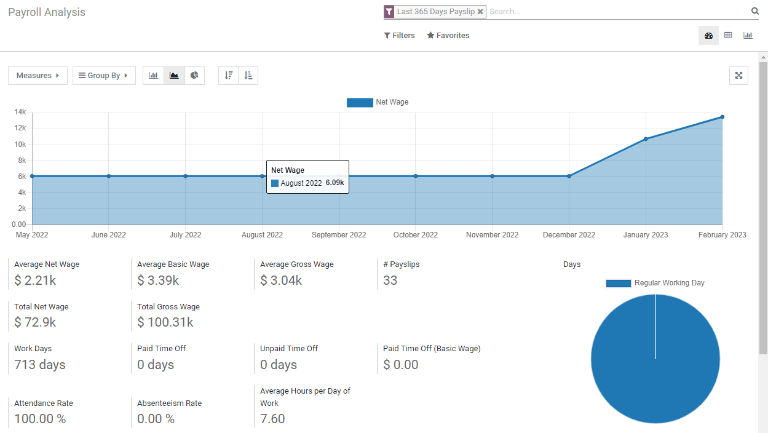 Payroll Analysis
Last 365 Days Payslip ✖ Search...
Filters Favorites
Measures Group By
Net Wage
14k
12k
10k
8k
6k
4k
2k
0.00
Net Wage
August 2022 6.09k
May 2022 June 2022 July 2022 August 2022 September 2022 October 2022 November 2022 December 2022 January 2023 February 2023
Average Net Wage Average Basic Wage Average Gross Wage # Payslips Days
$ 2.21k $ 3.39k $ 3.04k 33
Regular Working Day
Total Net Wage Total Gross Wage
$ 72.9k $ 100.31k
Work Days Paid Time Off Unpaid Time Off Paid Time Off (Basic Wage)
713 days 0 days 0 days $ 0.00
Average Hours per Day of
Attendance Rate Absenteeism Rate Work
100.00 % 0.00 % 7.60